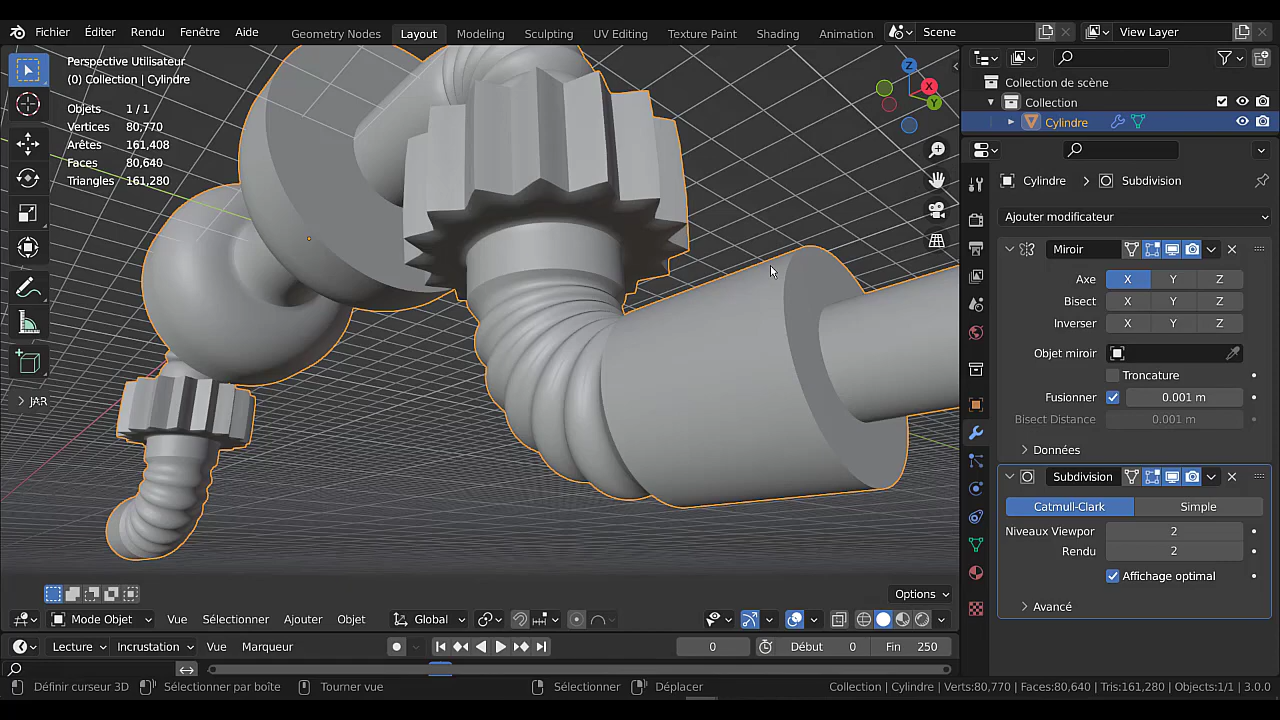 Fichier Éditer Rendu Fenêtre Aide Geometry Nodes Layout Modeling Sculpting UV Editing Texture Paint Shading Animation Scene View Layer
Perspective Utilisateur
(0) Collection | Cylindre
Objets 1 / 1
Vertices 80,770
Arêtes 161,408
Faces 80,640
Triangles 161,280
JAR
Z
X
Y
Options
Mode Objet Vue Sélectionner Ajouter Objet Global
Collection de scène
Collection
Cylindre
Cylindre Subdivision
Ajouter modificateur
Miroir
Axe X Y Z
Bisect X Y Z
Inverser X Y Z
Objet miroir
Troncature
Fusionner 0.001 m
Bisect Distance 0.001 m
Données
Subdivision
Catmull-Clark Simple
Niveaux Viewpor 2
Rendu 2
Affichage optimal
Avancé
Lecture Incrustation Vue Marqueur 0 Début 0 Fin 250
Définir curseur 3D Sélectionner par boîte Tourner vue Sélectionner Déplacer Collection | Cylindre | Verts:80,770 | Faces:80,640 | Tris:161,280 | Objects:1/1 | 3.0.0